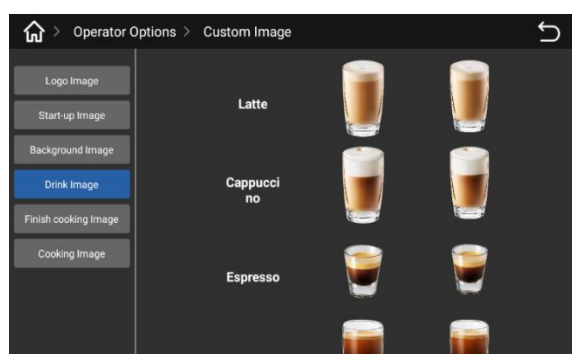 > Operator Options > Custom Image
Logo Image
Start-up Image
Background Image
Drink Image
Finish cooking Image
Cooking Image
Latte
Cappucci
no
Espresso